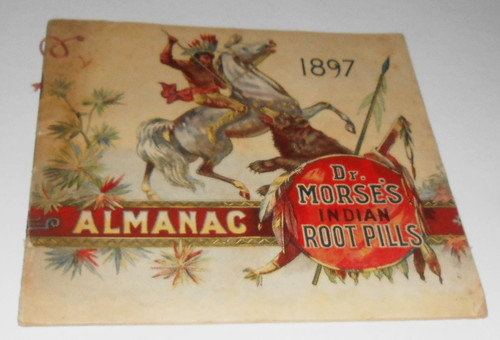 1897
ALMANAC
Dr.
MORSE'S
INDIAN
ROOT PILLS